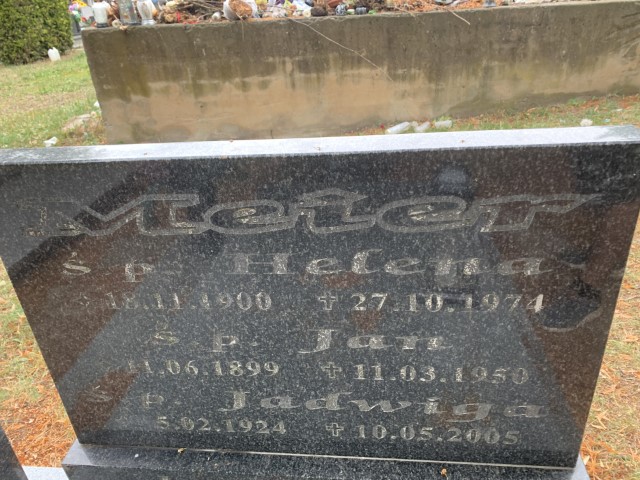 Meier
Ś p. Helena
* 18.11.1900 ✝ 27.10.1974
Ś p. Jan
11.06.1899 ✝ 11.03.1950
Ś p. Jadwiga
5.02.1924 ✝ 10.05.2005